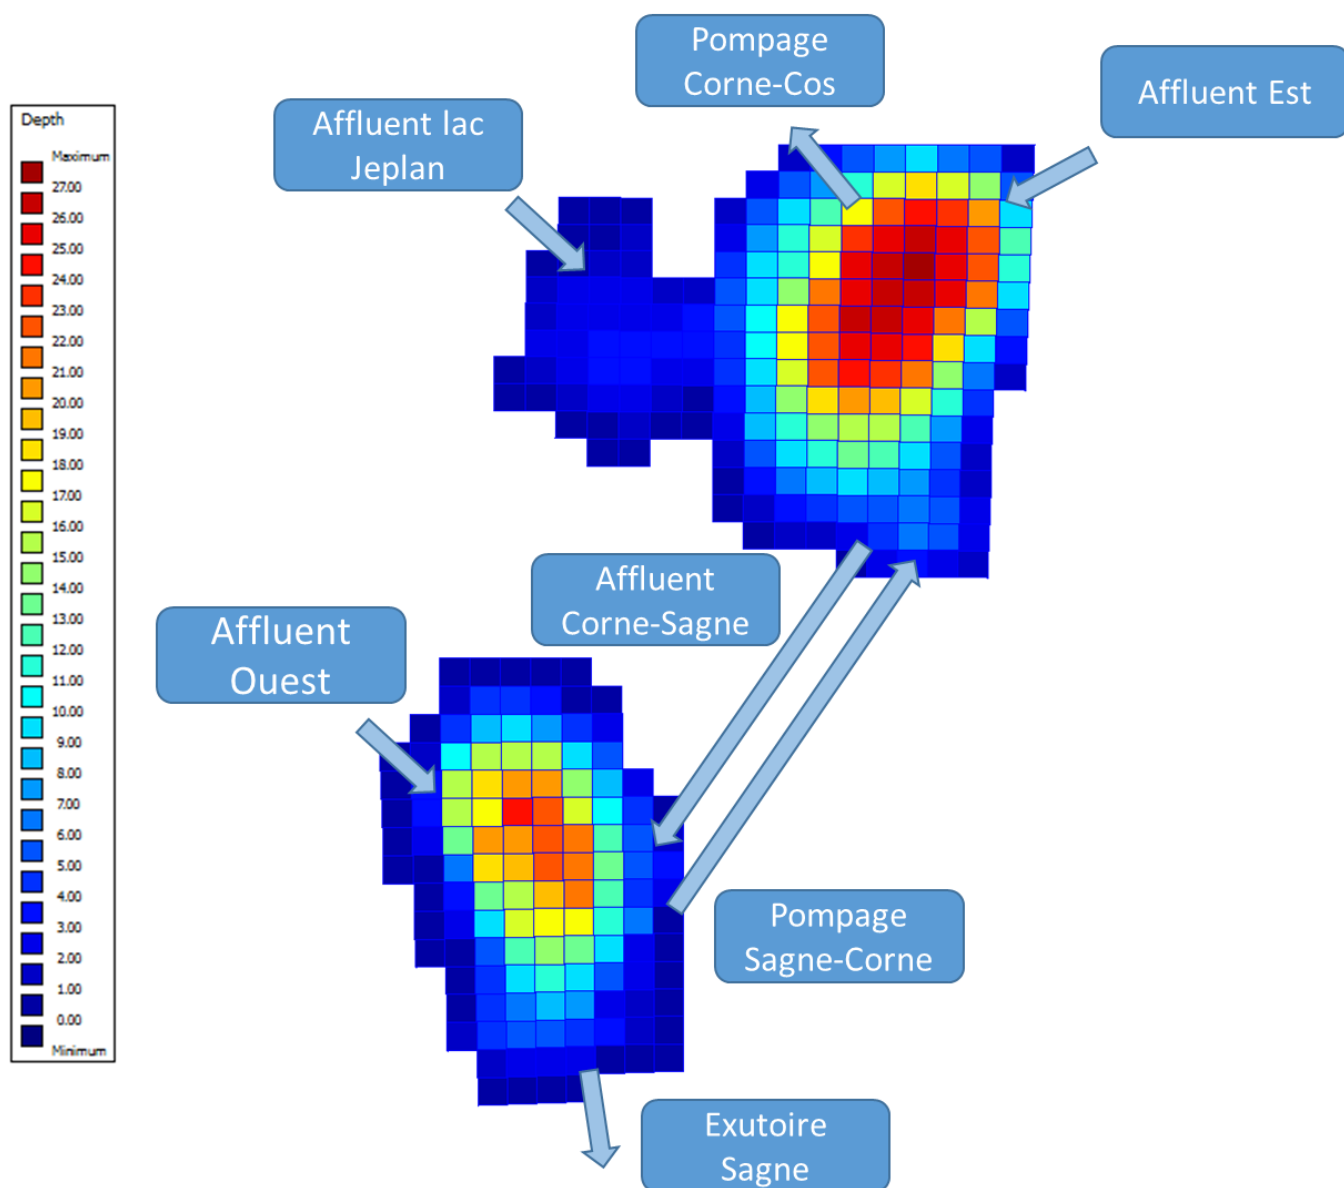 Pompage
Corne-Cos
Affluent Est
Affluent lac
Jeplan
Depth
Maximum
27.00
26.00
25.00
24.00
23.00
22.00
21.00
20.00
19.00
18.00
17.00
16.00
15.00
14.00
13.00
12.00
11.00
10.00
9.00
8.00
7.00
6.00
5.00
4.00
3.00
2.00
1.00
0.00
Minimum
Affluent
Corne-Sagne
Affluent
Ouest
Pompage
Sagne-Corne
Exutoire
Sagne